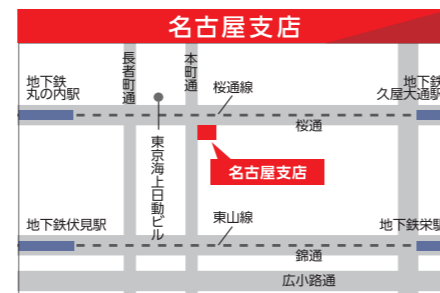 名古屋支店
長者町通
本町通
地下鉄
丸の内駅
桜通線
地下鉄
久屋大通駅
桜通
東京海上日動ビル
名古屋支店
地下鉄伏見駅
東山線
地下鉄栄駅
錦通
広小路通